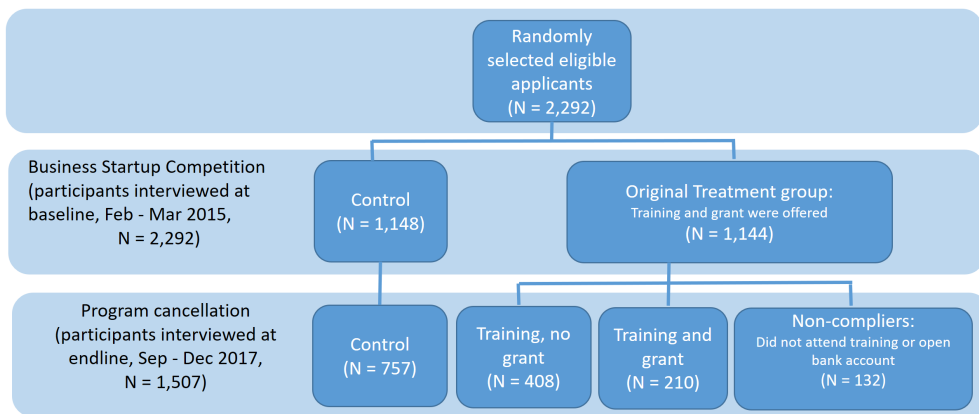 Randomly
selected eligible
applicants
(N = 2,292)
Business Startup Competition
(participants interviewed at
baseline, Feb - Mar 2015,
N = 2,292)
Control
(N = 1,148)
Original Treatment group:
Training and grant were offered
(N = 1,144)
Program cancellation
(participants interviewed at
endline, Sep - Dec 2017,
N = 1,507)
Control
(N = 757)
Training, no
grant
(N = 408)
Training and
grant
(N = 210)
Non-compliers:
Did not attend training or open
bank account
(N = 132)